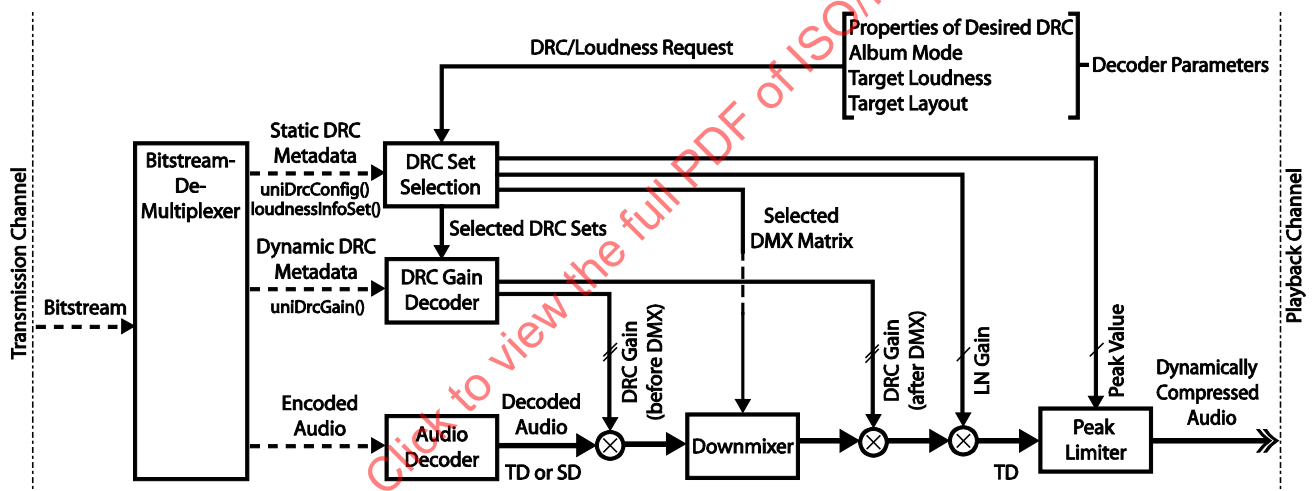 Transmission Channel
Playback Channel
DRC/Loudness Request
Properties of Desired DRC
Album Mode
Target Loudness
Target Layout
Decoder Parameters
Bitstream
Bitstream-
De-
Multiplexer
Static DRC
Metadata
uniDrcConfig()
loudnessInfoSet()
DRC Set
Selection
Selected DRC Sets
Dynamic DRC
Metadata
uniDrcGain()
DRC Gain
Decoder
Selected
DMX Matrix
DRC Gain
(before DMX)
DRC Gain
(after DMX)
LN Gain
Peak Value
Encoded
Audio
Audio
Decoder
Decoded
Audio
TD or SD
Downmixer
TD
Peak
Limiter
Dynamically
Compressed
Audio
Click to view the full PDF of ISO/